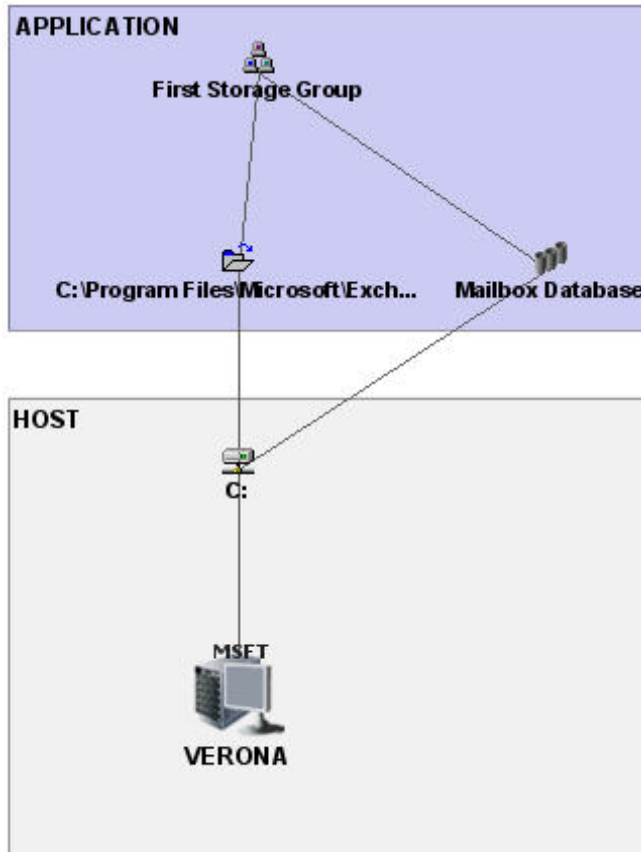 APPLICATION
First Storage Group
C:\Program Files\Microsoft\Exch...
Mailbox Database
HOST
C:
MSFT
VERONA